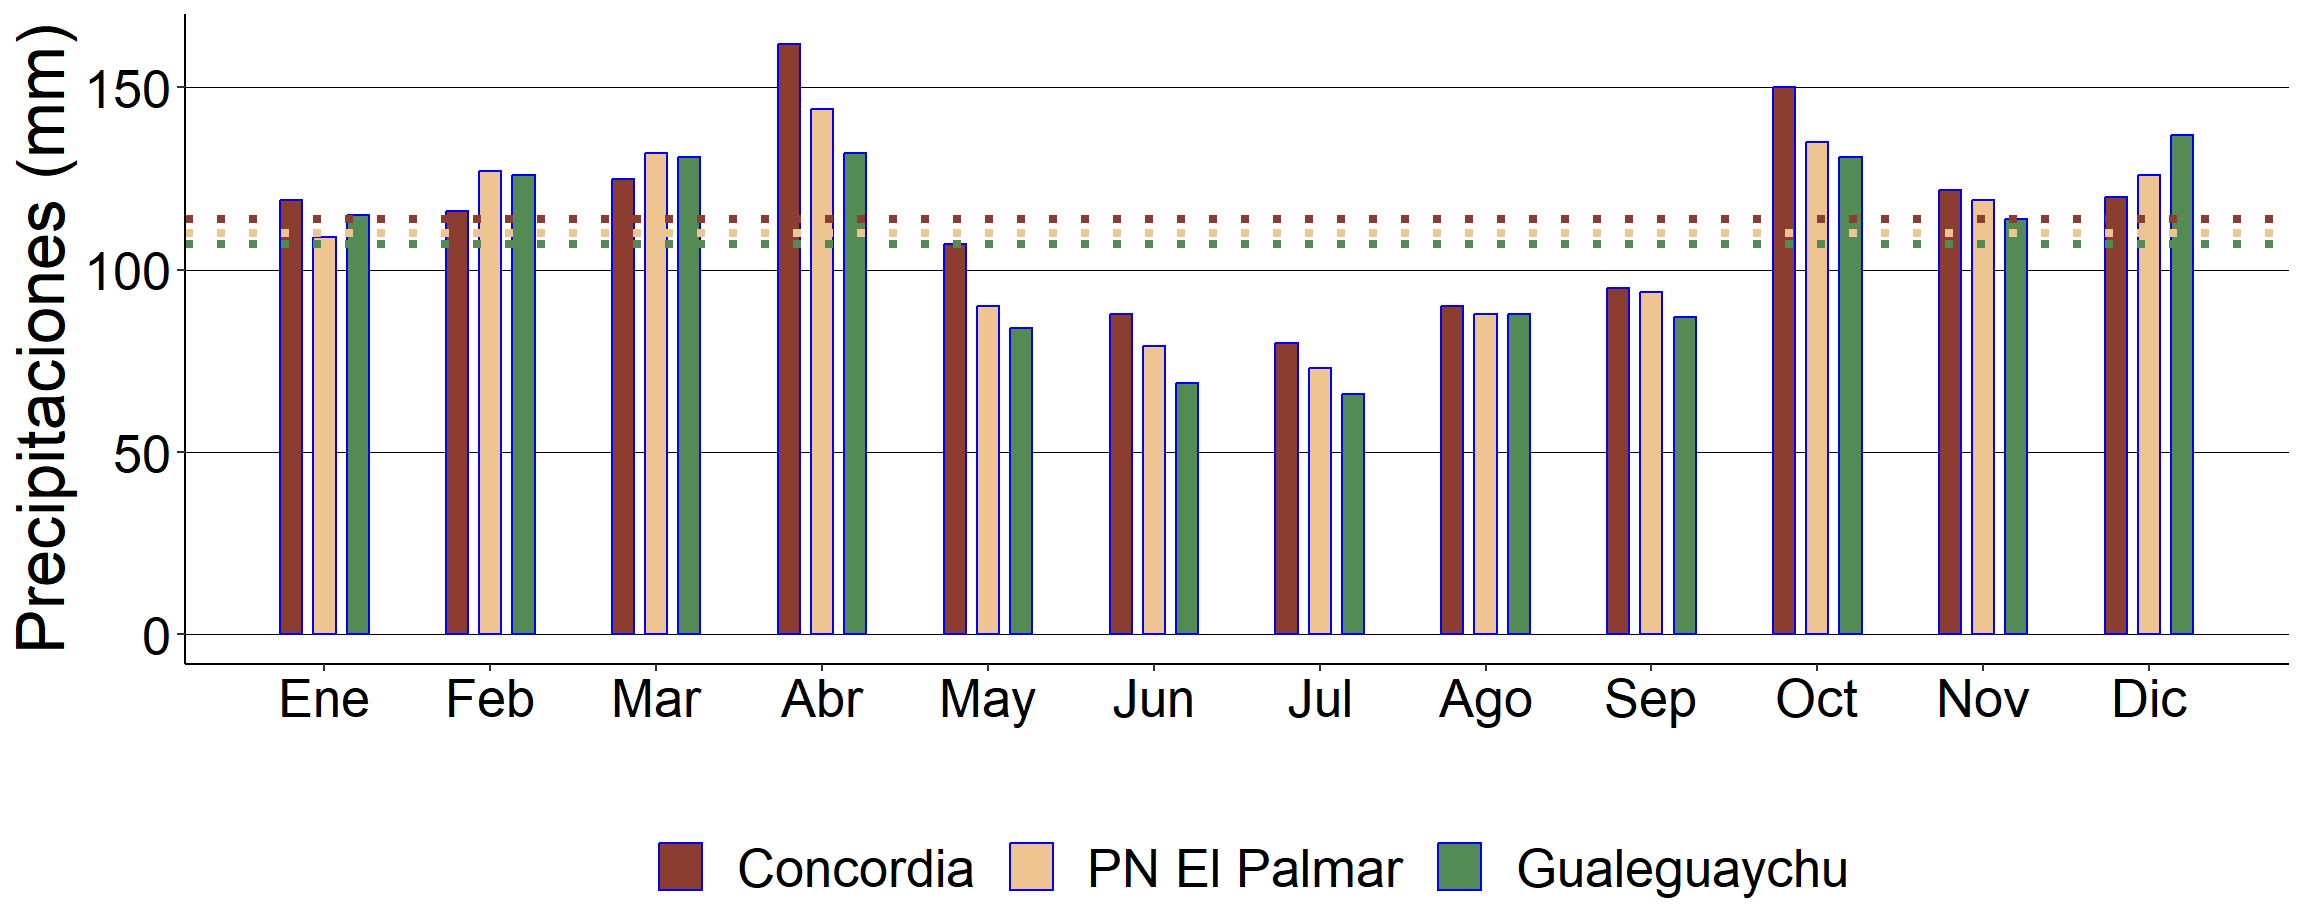 Precipitaciones (mm)
150
100
50
0
Ene Feb Mar Abr May Jun Jul Ago Sep Oct Nov Dic
Concordia PN El Palmar Gualeguaychu